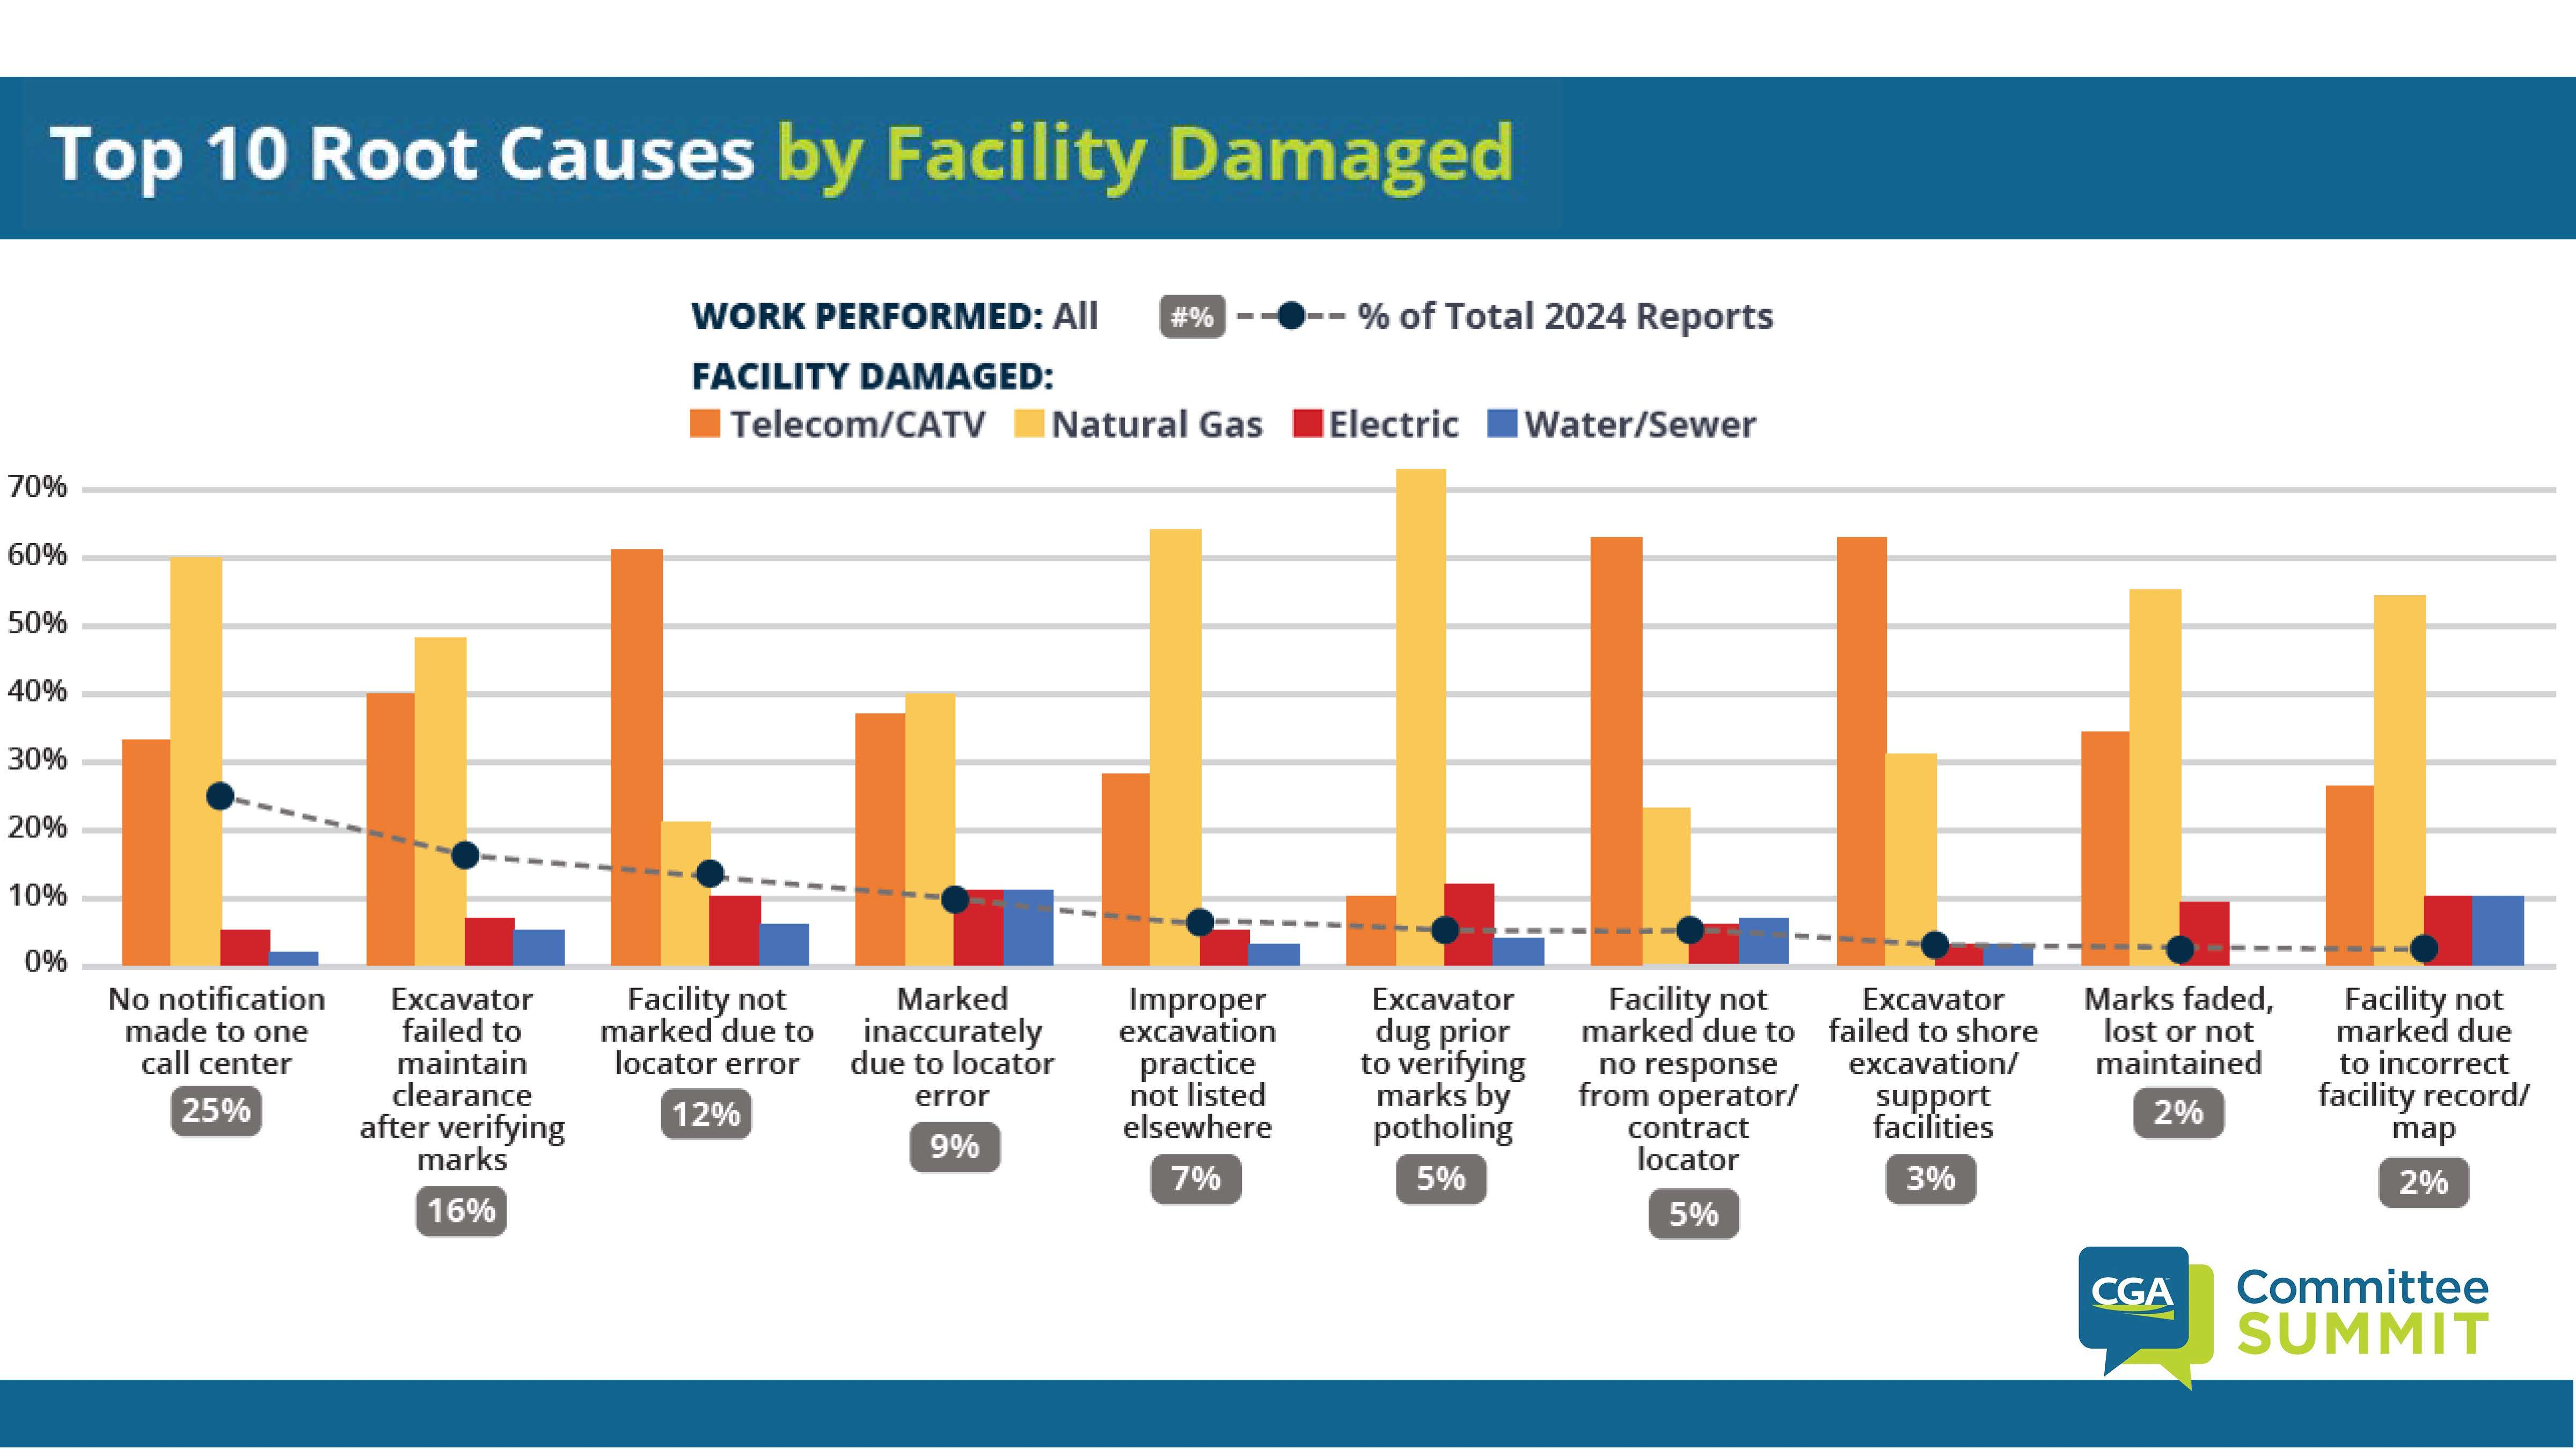 Top 10 Root Causes by Facility Damaged
WORK PERFORMED: All #% % of Total 2024 Reports
FACILITY DAMAGED:
Telecom/CATV Natural Gas Electric Water/Sewer
70%
60%
50%
40%
30%
20%
10%
0%
No notification
made to one
call center
25%
Excavator
failed to
maintain
clearance
after verifying
marks
16%
Facility not
marked due to
locator error
12%
Marked
inaccurately
due to locator
error
9%
Improper
excavation
practice
not listed
elsewhere
7%
Excavator
dug prior
to verifying
marks by
potholing
5%
Facility not
marked due to
no response
from operator/
contract
locator
5%
Excavator
failed to shore
excavation/
support
facilities
3%
Marks faded,
lost or not
maintained
2%
Facility not
marked due
to incorrect
facility record/
map
2%
CGA
Committee
SUMMIT